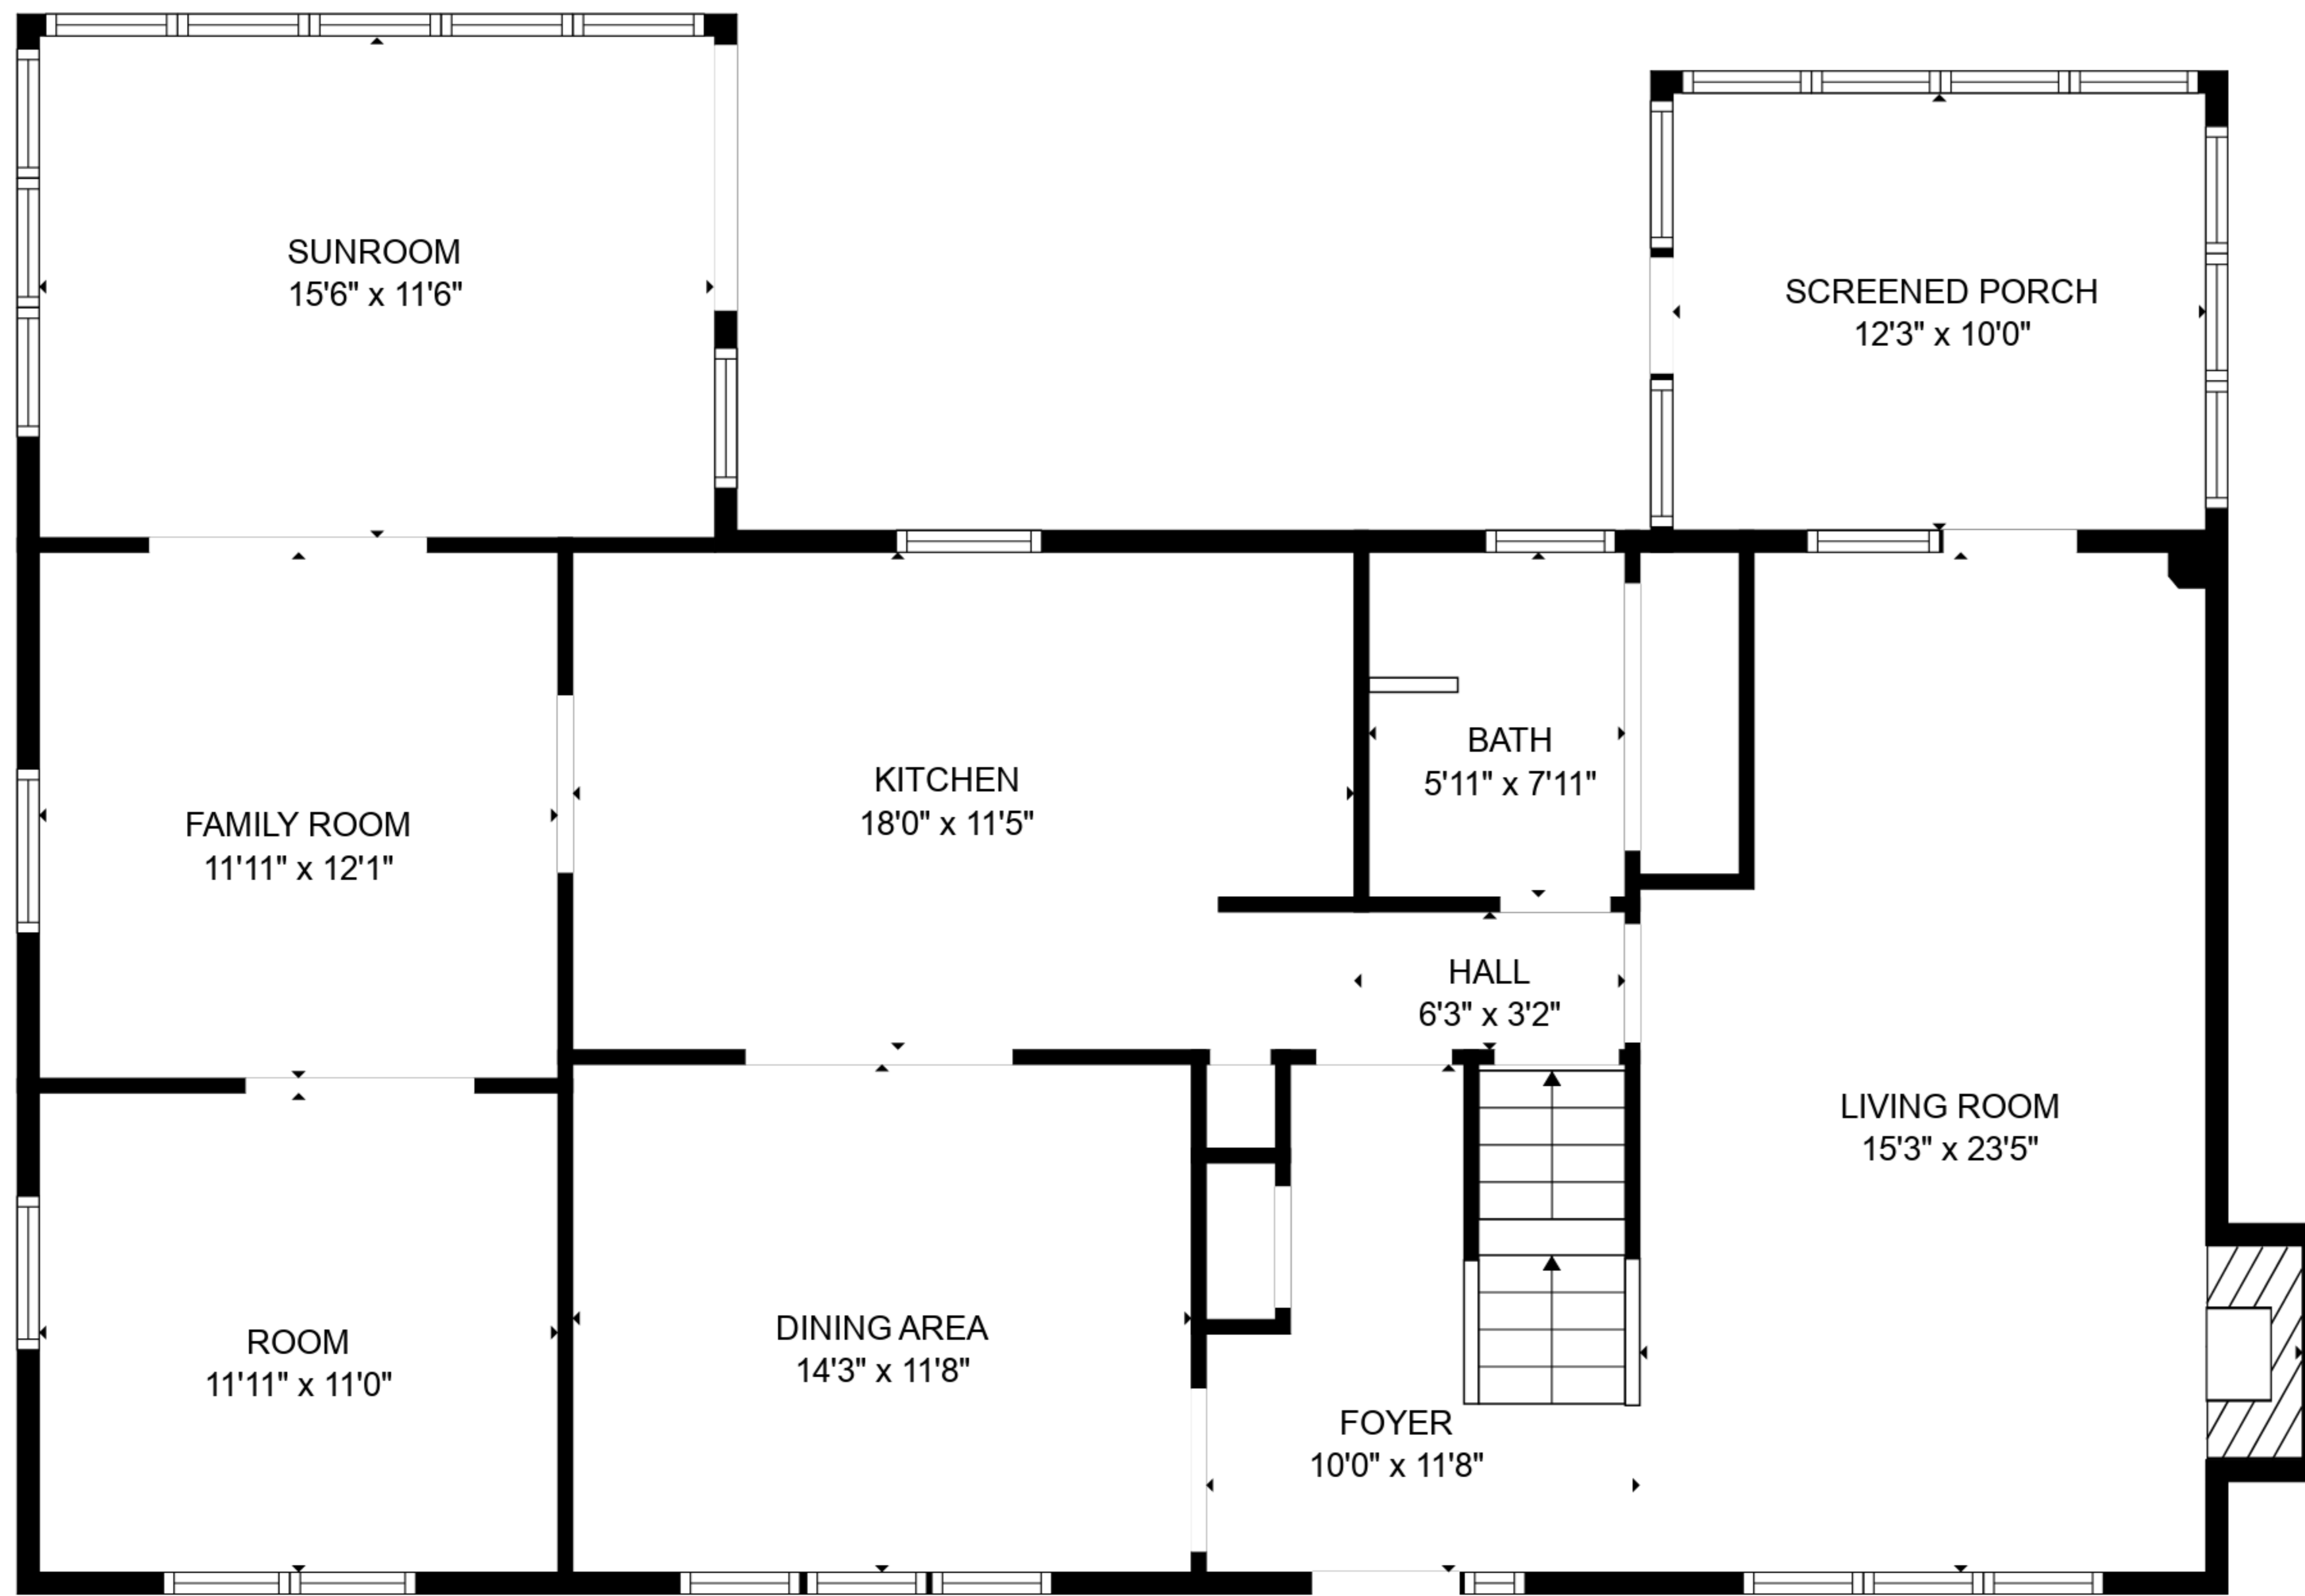 SUNROOM
15'6" x 11'6"
SCREENED PORCH
12'3" x 10'0"
BATH
5'11" x 7'11"
KITCHEN
18'0" x 11'5"
FAMILY ROOM
11'11" x 12'1"
HALL
6'3" x 3'2"
LIVING ROOM
15'3" x 23'5"
ROOM
11'11" x 11'0"
DINING AREA
14'3" x 11'8"
FOYER
10'0" x 11'8"